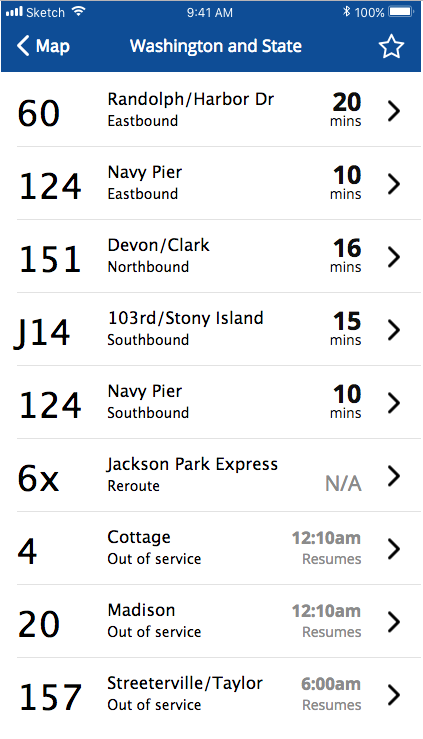 Sketch 9:41 AM 100%
Map Washington and State
60 Randolph/Harbor Dr 20
Eastbound mins
124 Navy Pier 10
Eastbound mins
151 Devon/Clark 16
Northbound mins
J14 103rd/Stony Island 15
Southbound mins
124 Navy Pier 10
Southbound mins
6x Jackson Park Express
Reroute N/A
4 Cottage 12:10am
Out of service Resumes
20 Madison 12:10am
Out of service Resumes
157 Streeterville/Taylor 6:00am
Out of service Resumes